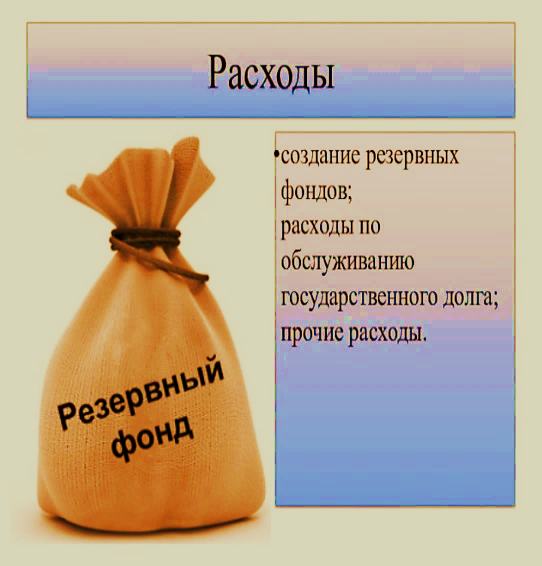 Расходы
•создание резервных
фондов;
расходы по
обслуживанию
государственного долга;
прочие расходы.
Резервный
фонд